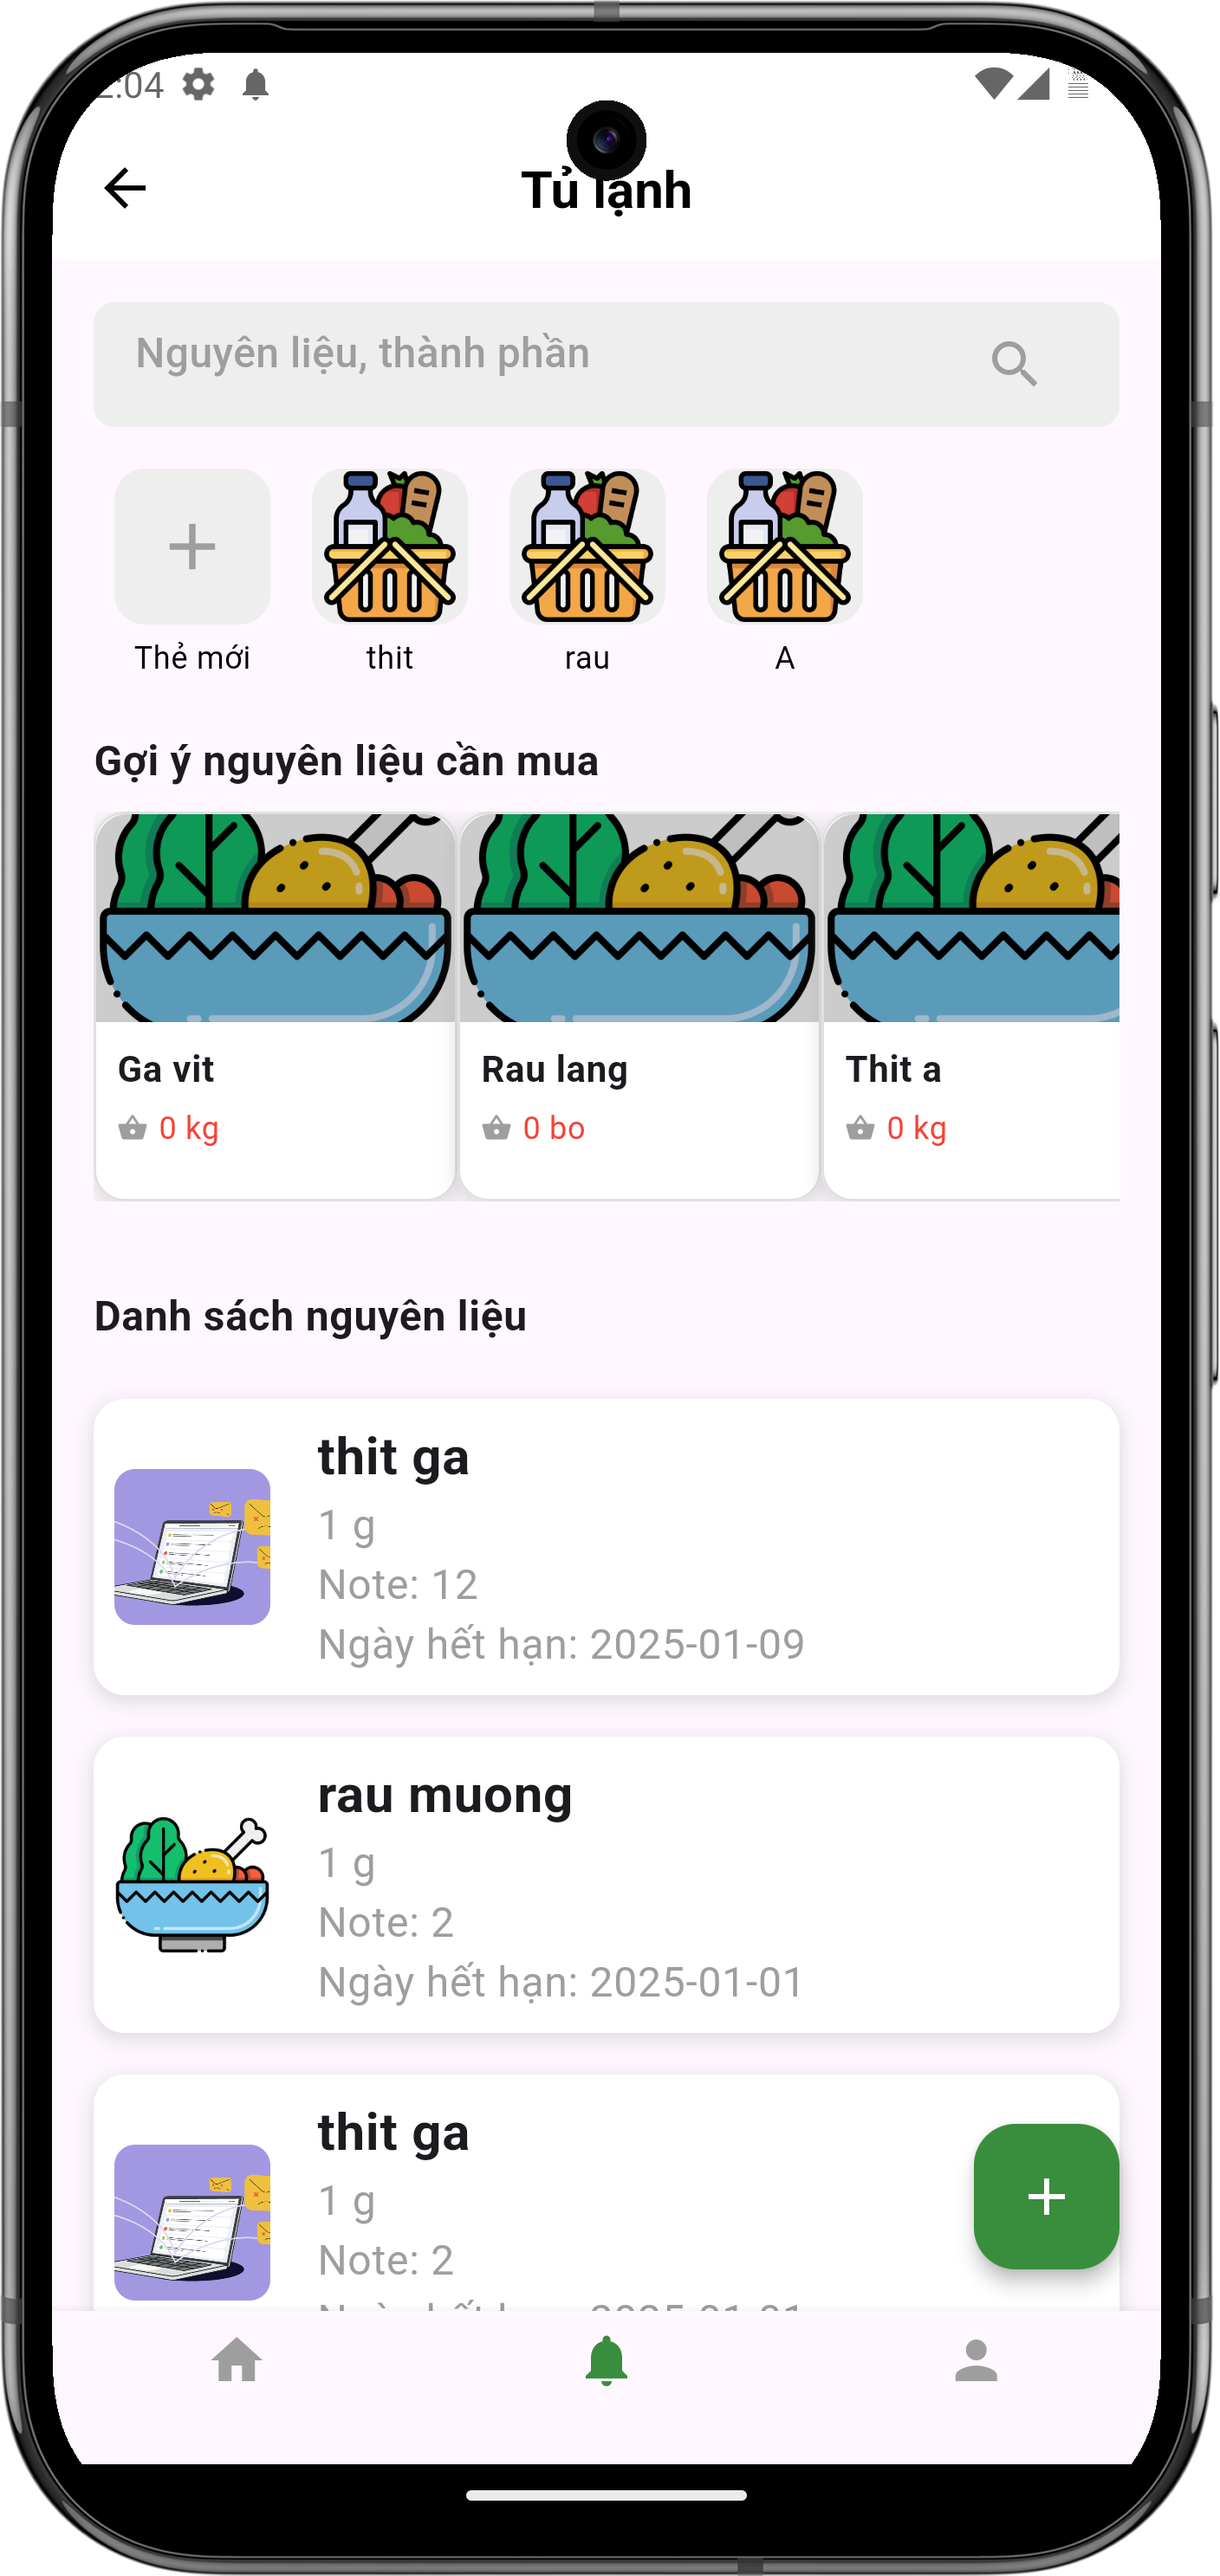 :04
Tủ lạnh
Nguyên liệu, thành phần
Thẻ mới
thit
rau
A
Gợi ý nguyên liệu cần mua
Ga vit
Rau lang
Thit a
0 kg
0 bo
0 kg
Danh sách nguyên liệu
thit ga
1 g
Note: 12
Ngày hết hạn: 2025-01-09
rau muong
1 g
Note: 2
Ngày hết hạn: 2025-01-01
thit ga
1 g
Note: 2